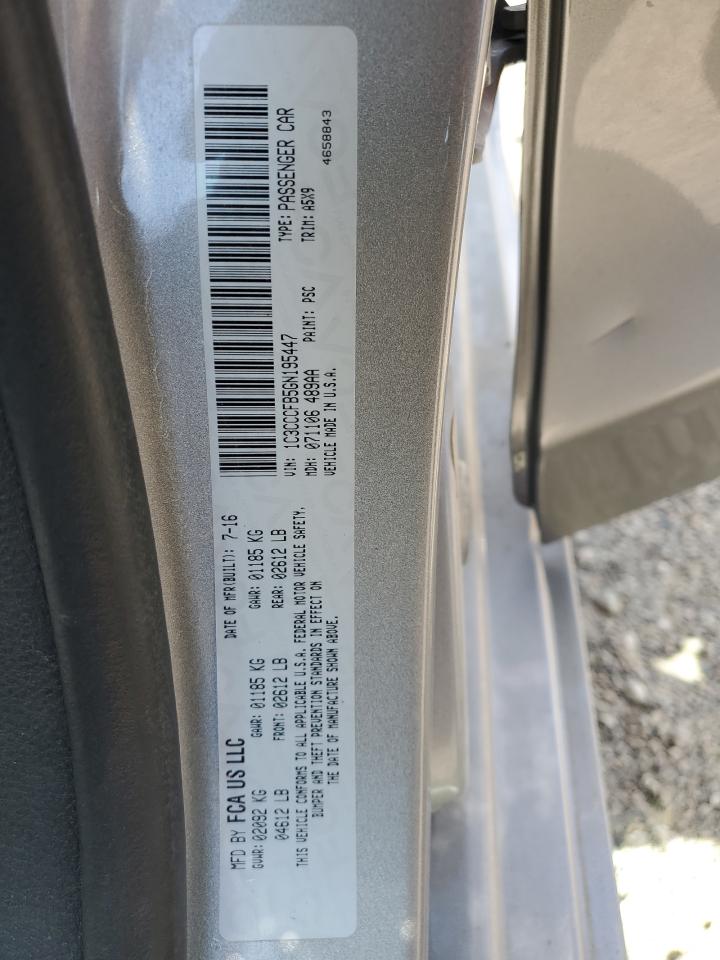 MFD BY FCA US LLC DATE OF MFR(BUILT): 7-16
GVWR: 02092 KG GAWR: 01185 KG GAWR: 01185 KG
04612 LB FRONT: 02612 LB REAR: 02612 LB
THIS VEHICLE CONFORMS TO ALL APPLICABLE U.S.A. FEDERAL MOTOR VEHICLE SAFETY,
BUMPER AND THEFT PREVENTION STANDARDS IN EFFECT ON
THE DATE OF MANUFACTURE SHOWN ABOVE.
VIN: 1C3CCCFB5GN195447 TYPE: PASSENGER CAR
MDH: 071106 489AA PAINT: PSC TRIM: A5X9
VEHICLE MADE IN U.S.A. 4658843